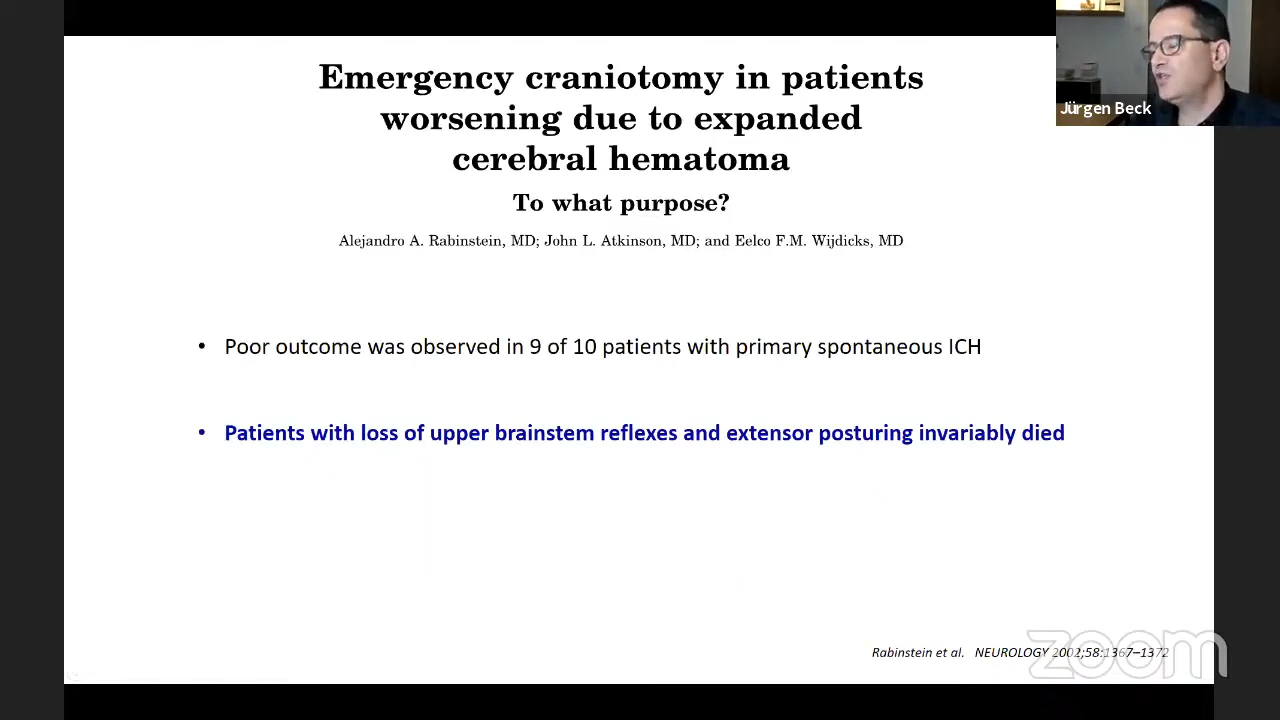 Emergency craniotomy in patients
worsening due to expanded
cerebral hematoma
To what purpose?
Alejandro A. Rabinstein, MD; John L. Atkinson, MD; and Eelco F.M. Wijdicks, MD
Jürgen Beck
• Poor outcome was observed in 9 of 10 patients with primary spontaneous ICH
• Patients with loss of upper brainstem reflexes and extensor posturing invariably died
Rabinstein et al. NEUROLOGY 2002;58:1367–1372
zoom